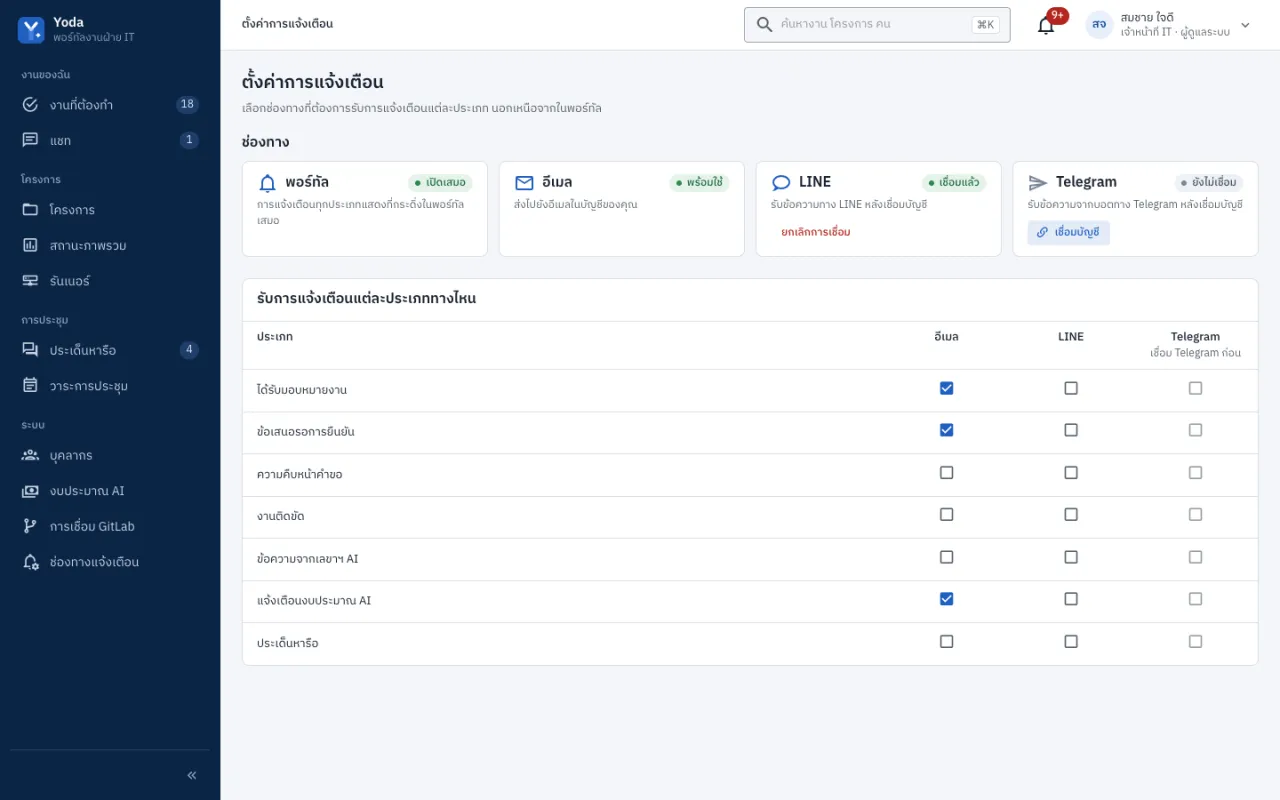 Yoda
พอร์ทัลงานฝ่าย IT
งานของฉัน
งานที่ต้องทำ 18
แชท 1
โครงการ
โครงการ
สถานะภาพรวม
รันเนอร์
การประชุม
ประเด็นหารือ 4
วาระการประชุม
ระบบ
บุคลากร
งบประมาณ AI
การเชื่อม GitLab
ช่องทางแจ้งเตือน
ตั้งค่าการแจ้งเตือน
ค้นหางาน โครงการ คน ⌘K
9+
สจ
สมชาย ใจดี
เจ้าหน้าที่ IT · ผู้ดูแลระบบ
ตั้งค่าการแจ้งเตือน
เลือกช่องทางที่ต้องการรับการแจ้งเตือนแต่ละประเภท นอกเหนือจากในพอร์ทัล
ช่องทาง
พอร์ทัล เปิดเสมอ
การแจ้งเตือนทุกประเภทแสดงที่กระดิ่งในพอร์ทัล
เสมอ
อีเมล พร้อมใช้
ส่งไปยังอีเมลในบัญชีของคุณ
LINE เชื่อมแล้ว
รับข้อความทาง LINE หลังเชื่อมบัญชี
ยกเลิกการเชื่อม
Telegram ยังไม่เชื่อม
รับข้อความจากบอตทาง Telegram หลังเชื่อมบัญชี
เชื่อมบัญชี
รับการแจ้งเตือนแต่ละประเภททางไหน
ประเภท อีเมล LINE Telegram
เชื่อม Telegram ก่อน
ได้รับมอบหมายงาน
ข้อเสนอรอการยืนยัน
ความคืบหน้าคำขอ
งานติดขัด
ข้อความจากเลขาฯ AI
แจ้งเตือนงบประมาณ AI
ประเด็นหารือ